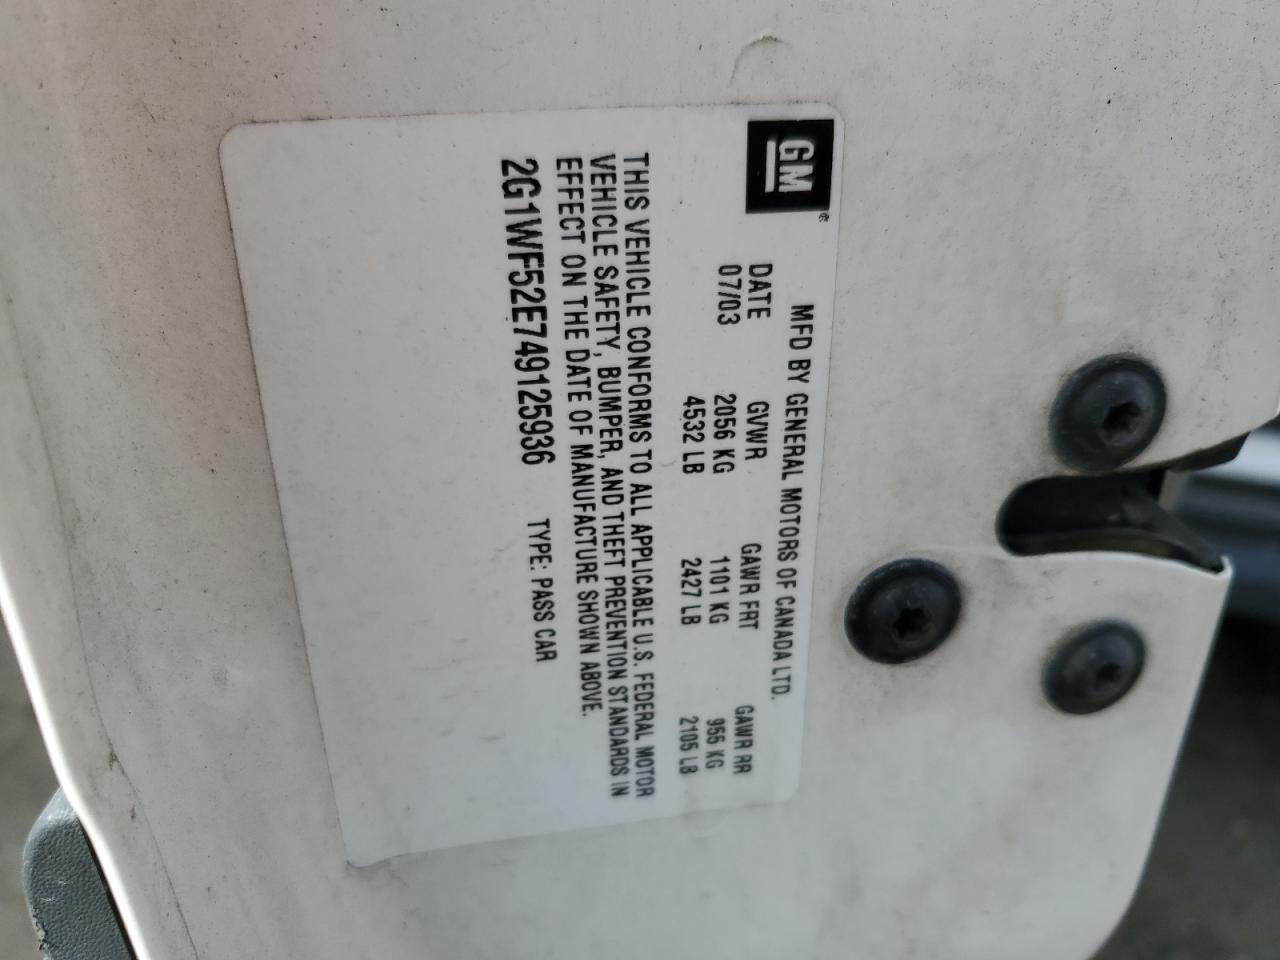 GM®
MFD BY GENERAL MOTORS OF CANADA LTD.
DATE GVWR GAWR FRT GAWR RR
07/03 2056 KG 1101 KG 955 KG
4532 LB 2427 LB 2105 LB
THIS VEHICLE CONFORMS TO ALL APPLICABLE U.S. FEDERAL MOTOR
VEHICLE SAFETY, BUMPER, AND THEFT PREVENTION STANDARDS IN
EFFECT ON THE DATE OF MANUFACTURE SHOWN ABOVE.
2G1WF52E749125936 TYPE: PASS CAR